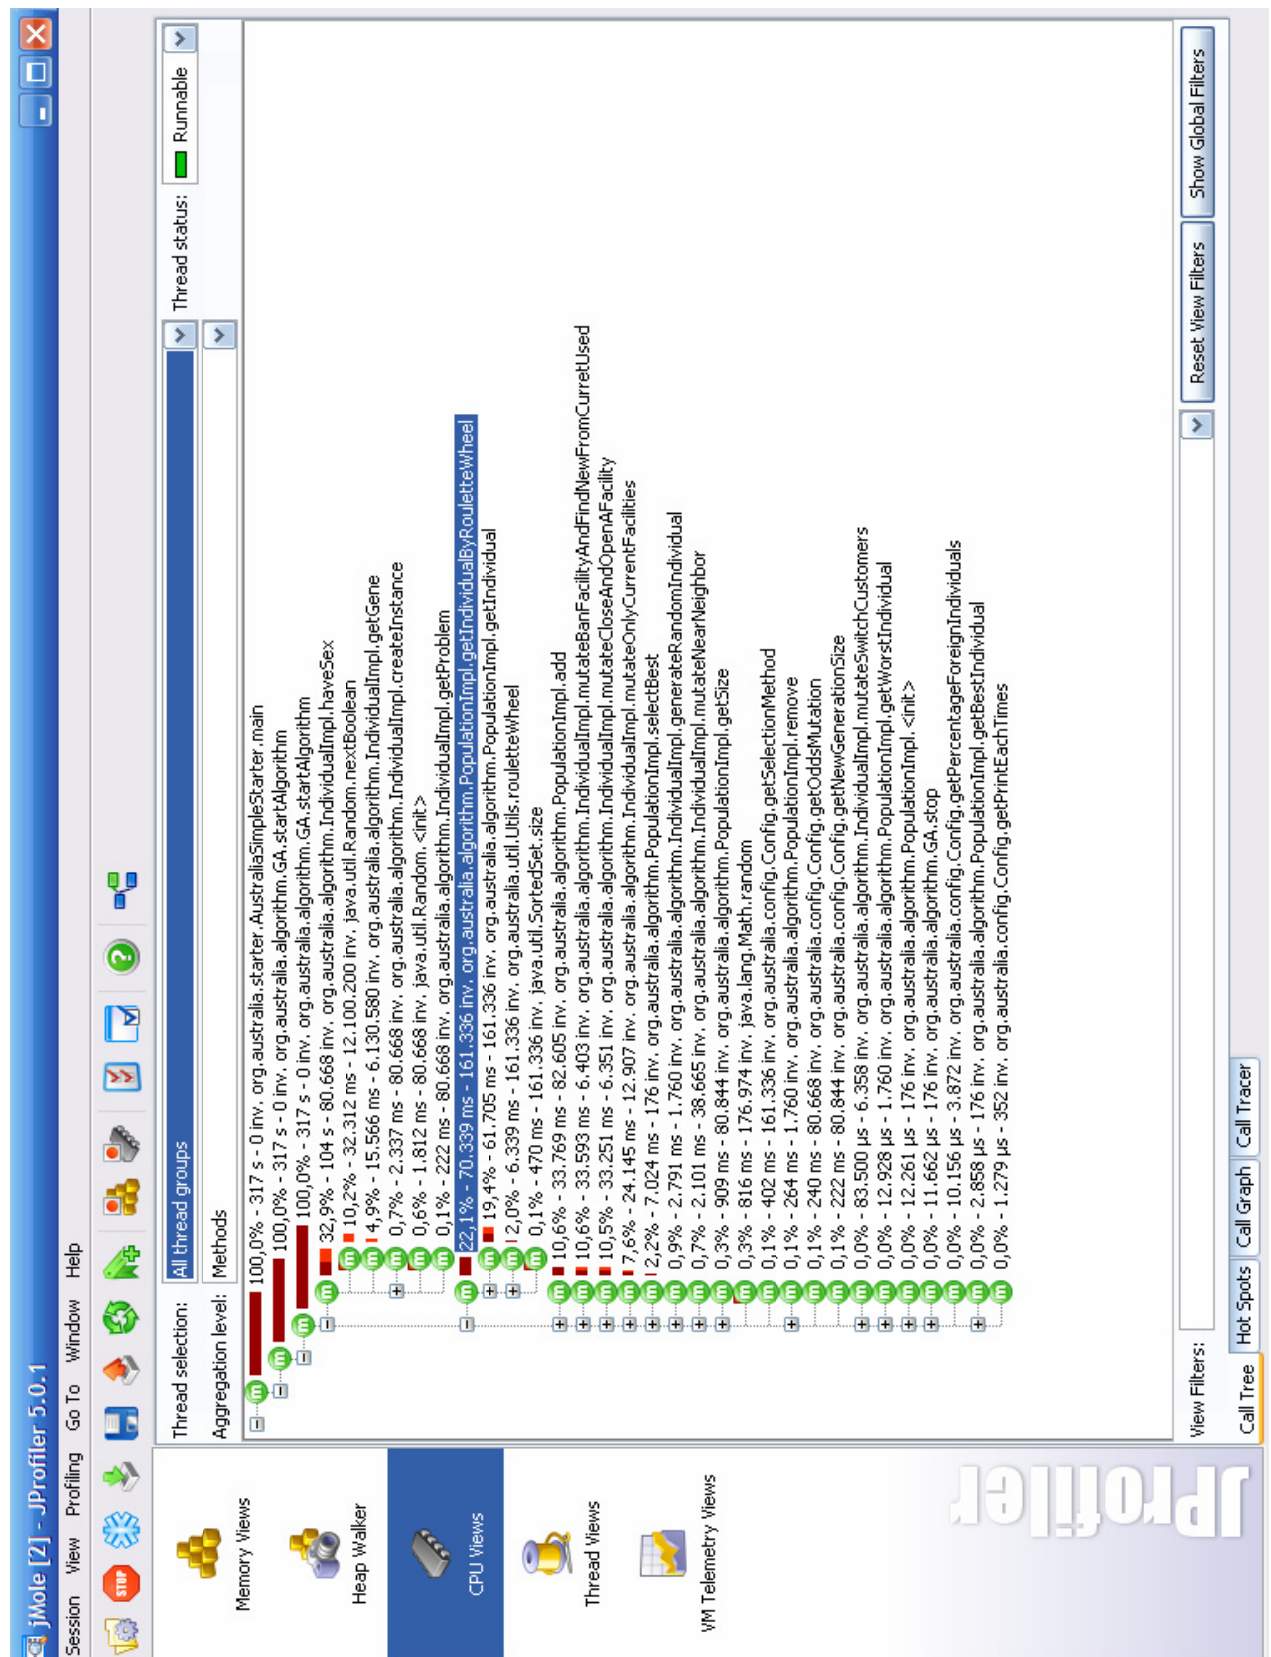 jMole [2] - JProfiler 5.0.1
Session View Profiling Go To Window Help
STOP
Memory Views
Heap Walker
CPU Views
Thread Views
VM Telemetry Views
JProfiler
Thread selection: All thread groups Thread status: Runnable
Aggregation level: Methods
100,0% - 317 s - 0 inv. org.australia.starter.AustraliaSimpleStarter.main
100,0% - 317 s - 0 inv. org.australia.algorithm.GA.startAlgorithm
100,0% - 317 s - 0 inv. org.australia.algorithm.GA.startAlgorithm
32,9% - 104 s - 80.668 inv. org.australia.algorithm.IndividualImpl.haveSex
10,2% - 32.312 ms - 12.100.200 inv. java.util.Random.nextBoolean
4,9% - 15.566 ms - 6.130.580 inv. org.australia.algorithm.IndividualImpl.getGene
0,7% - 2.337 ms - 80.668 inv. org.australia.algorithm.IndividualImpl.createInstance
0,6% - 1.812 ms - 80.668 inv. java.util.Random.<init>
0,1% - 222 ms - 80.668 inv. org.australia.algorithm.IndividualImpl.getProblem
22,1% - 70.339 ms - 161.336 inv. org.australia.algorithm.PopulationImpl.getIndividualByRouletteWheel
19,4% - 61.705 ms - 161.336 inv. org.australia.algorithm.PopulationImpl.getIndividual
2,0% - 6.339 ms - 161.336 inv. org.australia.util.Utils.rouletteWheel
0,1% - 470 ms - 161.336 inv. java.util.SortedSet.size
10,6% - 33.769 ms - 82.605 inv. org.australia.algorithm.PopulationImpl.add
10,6% - 33.593 ms - 6.403 inv. org.australia.algorithm.IndividualImpl.mutateBanFacilityAndFindNewFromCurretUsed
10,5% - 33.251 ms - 6.351 inv. org.australia.algorithm.IndividualImpl.mutateCloseAndOpenAFacility
7,6% - 24.145 ms - 12.907 inv. org.australia.algorithm.IndividualImpl.mutateOnlyCurrentFacilities
2,2% - 7.024 ms - 176 inv. org.australia.algorithm.PopulationImpl.selectBest
0,9% - 2.791 ms - 1.760 inv. org.australia.algorithm.IndividualImpl.generateRandomIndividual
0,7% - 2.101 ms - 38.665 inv. org.australia.algorithm.IndividualImpl.mutateNearNeighbor
0,3% - 909 ms - 80.844 inv. org.australia.algorithm.PopulationImpl.getSize
0,3% - 816 ms - 176.974 inv. java.lang.Math.random
0,1% - 402 ms - 161.336 inv. org.australia.config.Config.getSelectionMethod
0,1% - 264 ms - 1.760 inv. org.australia.algorithm.PopulationImpl.remove
0,1% - 240 ms - 80.668 inv. org.australia.config.Config.getOddsMutation
0,1% - 222 ms - 80.844 inv. org.australia.config.Config.getNewGenerationSize
0,0% - 83.500 µs - 6.358 inv. org.australia.algorithm.IndividualImpl.mutateSwitchCustomers
0,0% - 12.928 µs - 1.760 inv. org.australia.algorithm.PopulationImpl.getWorstIndividual
0,0% - 12.261 µs - 176 inv. org.australia.algorithm.PopulationImpl.<init>
0,0% - 11.662 µs - 176 inv. org.australia.algorithm.GA.stop
0,0% - 10.156 µs - 3.872 inv. org.australia.config.Config.getPercentageForeignIndividuals
0,0% - 2.858 µs - 176 inv. org.australia.algorithm.PopulationImpl.getBestIndividual
0,0% - 1.279 µs - 352 inv. org.australia.config.Config.getPrintEachTimes
View Filters: Reset View Filters Show Global Filters
Call Tree Hot Spots Call Graph Call Tracer